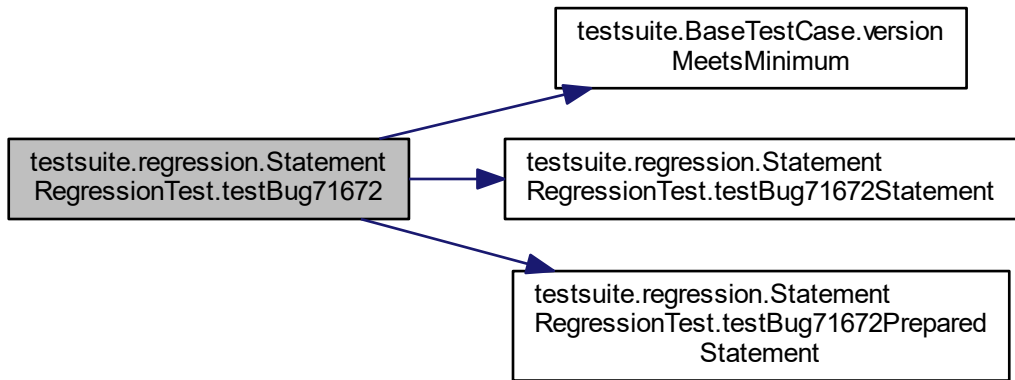 testsuite.BaseTestCase.version
MeetsMinimum
testsuite.regression.Statement
RegressionTest.testBug71672
testsuite.regression.Statement
RegressionTest.testBug71672Statement
testsuite.regression.Statement
RegressionTest.testBug71672Prepared
Statement